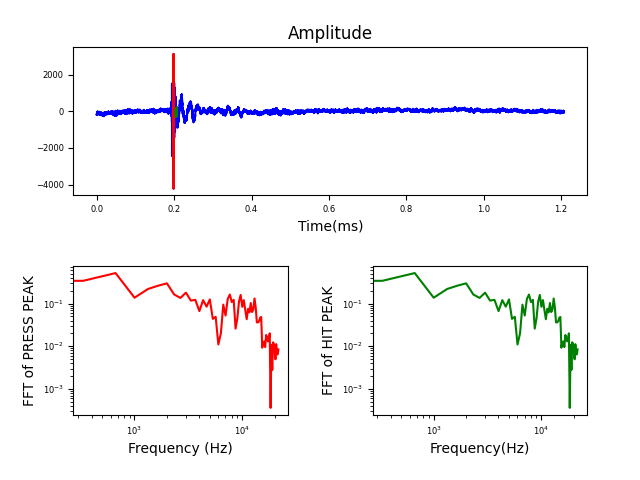 Amplitude
2000
0
−2000
−4000
0.0 0.2 0.4 0.6 0.8 1.0 1.2
Time(ms)
FFT of PRESS PEAK
10⁻¹
10⁻²
10⁻³
10³ 10⁴
Frequency (Hz)
FFT of HIT PEAK
10⁻¹
10⁻²
10⁻³
10³ 10⁴
Frequency(Hz)